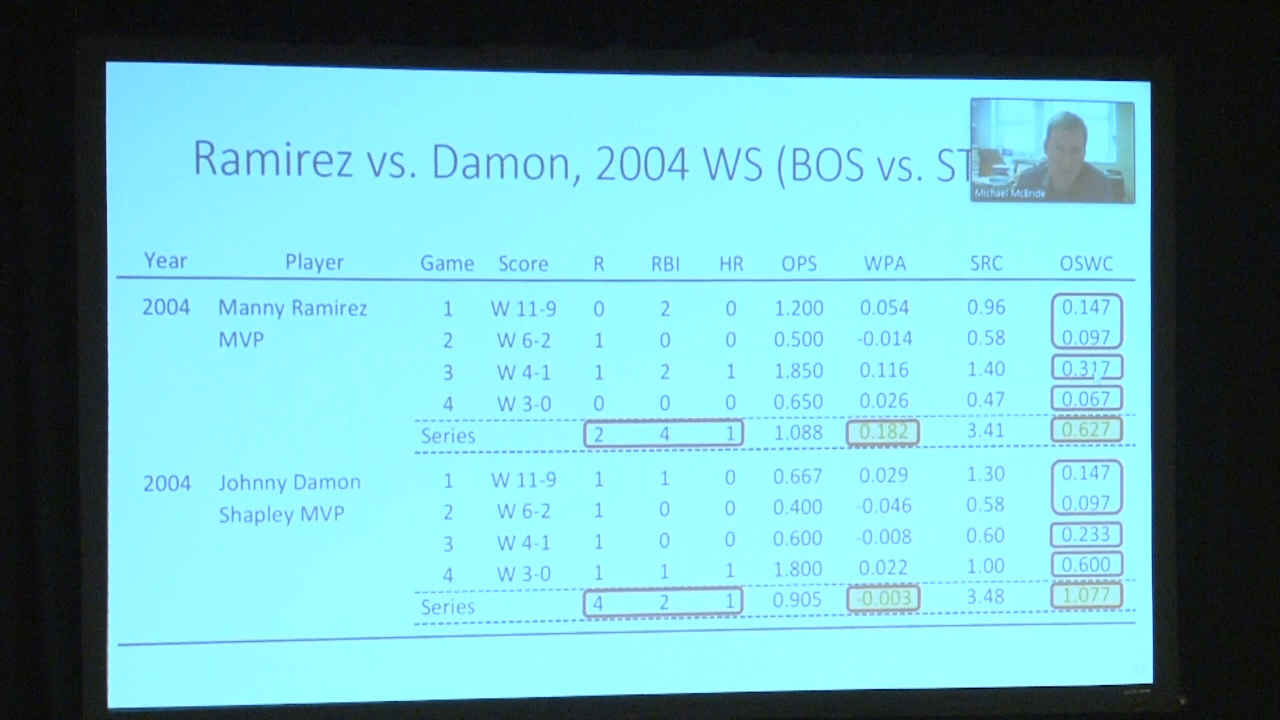 Ramirez vs. Damon, 2004 WS (BOS vs. ST
Michael McBride
Year Player Game Score R RBI HR OPS WPA SRC OSWC
2004 Manny Ramirez 1 W 11-9 0 2 0 1.200 0.054 0.96 0.147
MVP 2 W 6-2 1 0 0 0.500 -0.014 0.58 0.097
3 W 4-1 1 2 1 1.850 0.116 1.40 0.317
4 W 3-0 0 0 0 0.650 0.026 0.47 0.067
Series 2 4 1 1.088 0.182 3.41 0.627
2004 Johnny Damon 1 W 11-9 1 1 0 0.667 0.029 1.30 0.147
Shapley MVP 2 W 6-2 1 0 0 0.400 -0.046 0.58 0.097
3 W 4-1 1 0 0 0.600 -0.008 0.60 0.233
4 W 3-0 1 1 1 1.800 0.022 1.00 0.600
Series 4 2 1 0.905 -0.003 3.48 1.077